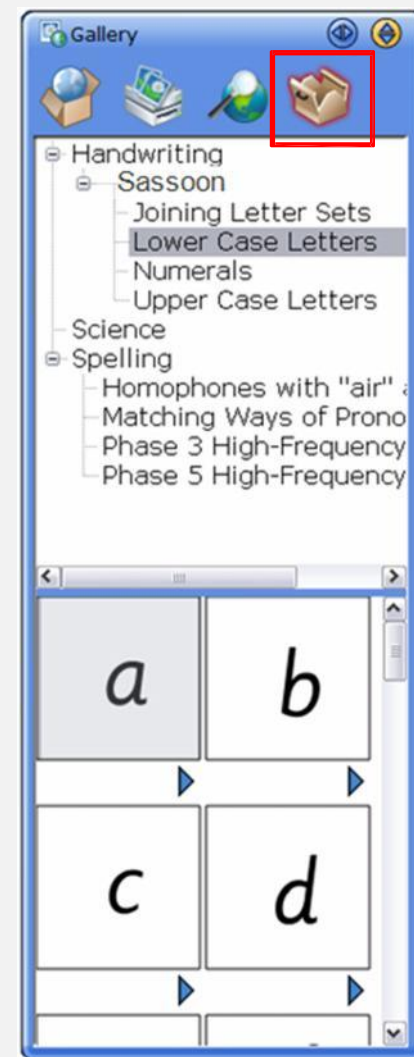 Gallery
Handwriting
Sassoon
Joining Letter Sets
Lower Case Letters
Numerals
Upper Case Letters
Science
Spelling
Homophones with "air"
Matching Ways of Prono
Phase 3 High-Frequency
Phase 5 High-Frequency
a b
c d